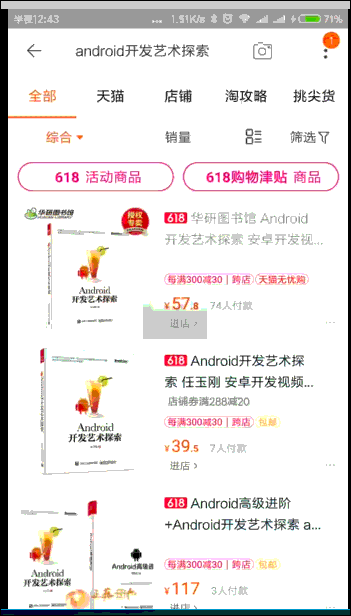 半夜12:43
1.51K/s
71%
android开发艺术探索
1
全部
天猫
店铺
淘攻略
挑尖货
综合
销量
筛选
618 活动商品
618购物津贴 商品
华研图书馆
授权专卖
Android
开发艺术探索
618 华研图书馆 Android
开发艺术探索 安卓开发视...
每满300减30 | 跨店
天猫无忧购
¥57.8 74人付款
进店 >
Android
开发艺术探索
618 Android开发艺术探
索 任玉刚 安卓开发视频...
店铺券满288减20
每满300减30 | 跨店
包邮
¥39.5 7人付款
进店 >
Android
开发艺术探索
Android高级进
618 Android高级进阶
+Android开发艺术探索 a...
每满300减30 | 跨店
包邮
¥117 3人付款
进店 >